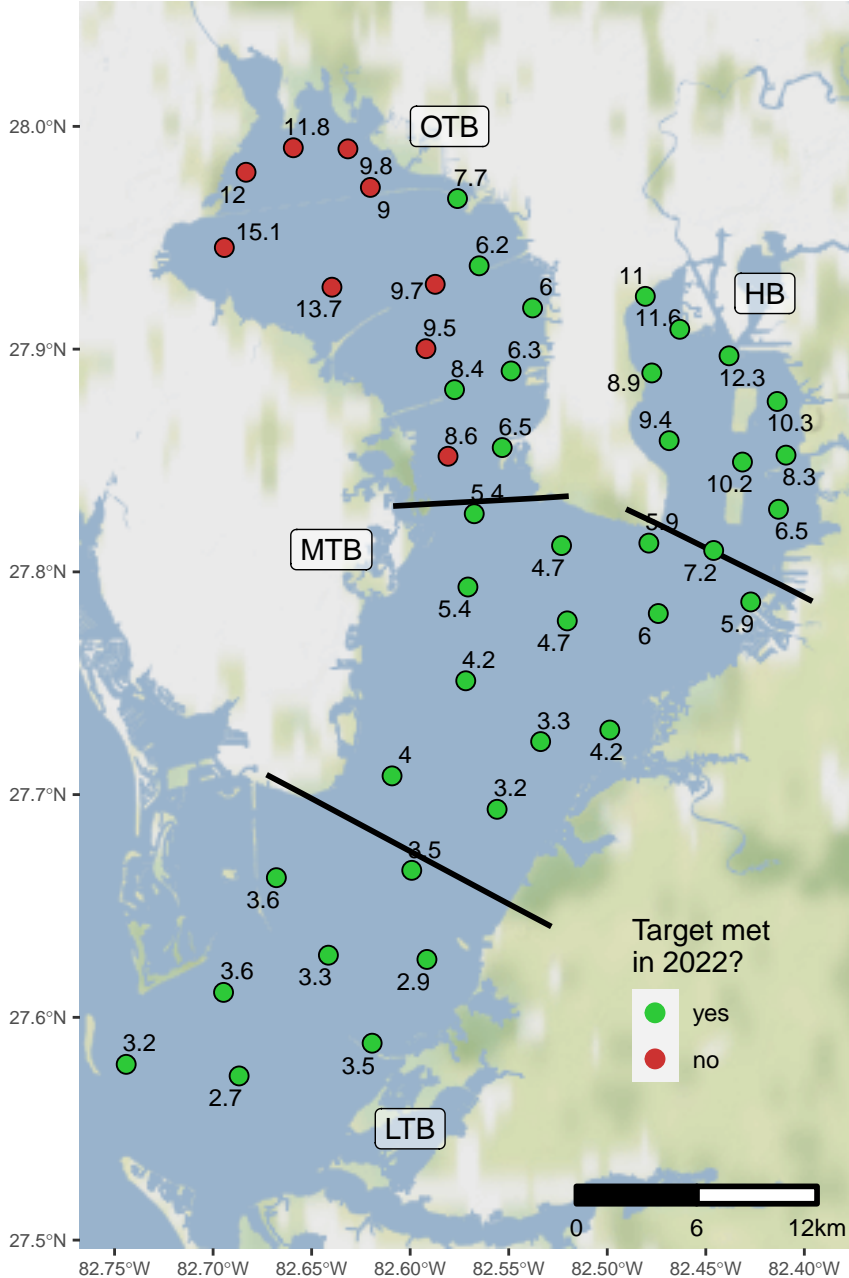 28.0°N
27.9°N
27.8°N
27.7°N
27.6°N
27.5°N
OTB
11.8
9.8
12
9
7.7
15.1
6.2
13.7
9.7
6
9.5
8.4
6.3
8.6
6.5
HB
11
11.6
12.3
8.9
10.3
9.4
10.2
8.3
6.5
5.4
5.9
7.2
MTB
4.7
5.4
4.7
6
5.9
4.2
3.3
4.2
4
3.2
3.5
3.6
3.3
2.9
3.6
3.2
2.7
3.5
LTB
Target met
in 2022?
yes
no
0 6 12km
82.75°W 82.70°W 82.65°W 82.60°W 82.55°W 82.50°W 82.45°W 82.40°W